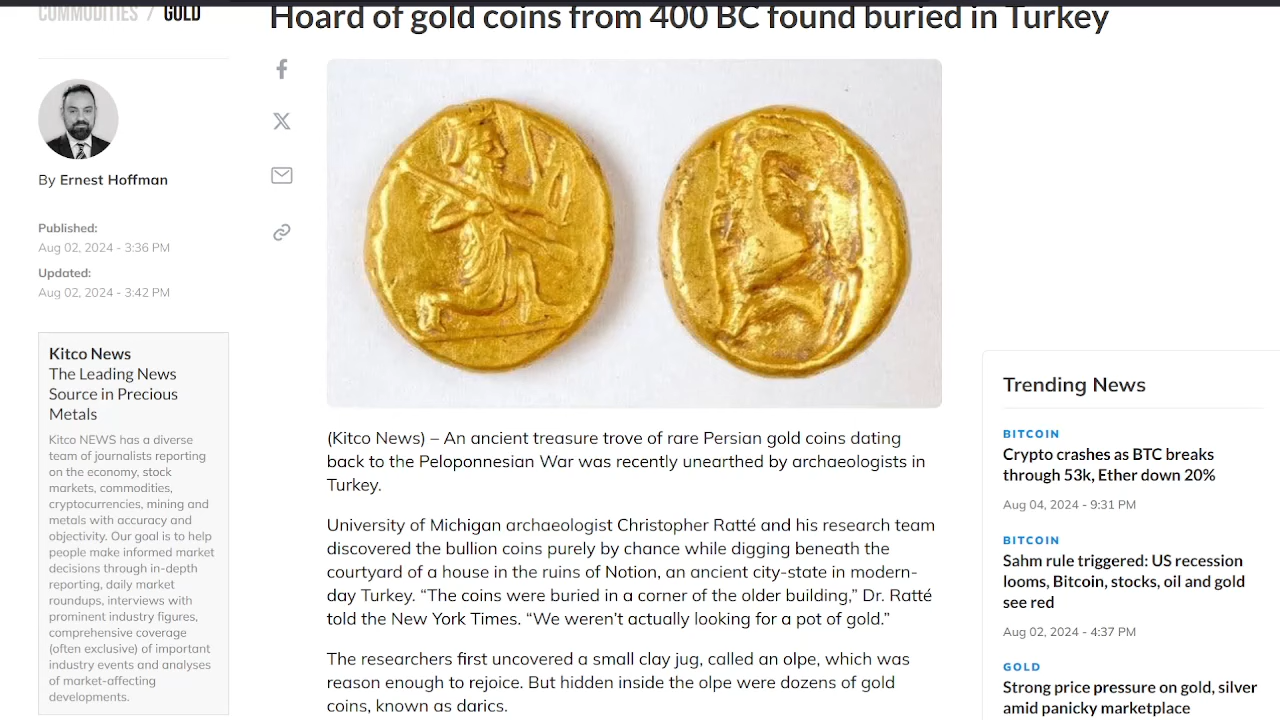 COMMODITIES / GOLD
Hoard of gold coins from 400 BC found buried in Turkey
By Ernest Hoffman
Published:
Aug 02, 2024 - 3:36 PM
Updated:
Aug 02, 2024 - 3:42 PM
Kitco News
The Leading News
Source in Precious
Metals
Kitco NEWS has a diverse
team of journalists reporting
on the economy, stock
markets, commodities,
cryptocurrencies, mining and
metals with accuracy and
objectivity. Our goal is to help
people make informed market
decisions through in-depth
reporting, daily market
roundups, interviews with
prominent industry figures,
comprehensive coverage
(often exclusive) of important
industry events and analyses
of market-affecting
developments.
(Kitco News) – An ancient treasure trove of rare Persian gold coins dating
back to the Peloponnesian War was recently unearthed by archaeologists in
Turkey.
University of Michigan archaeologist Christopher Ratté and his research team
discovered the bullion coins purely by chance while digging beneath the
courtyard of a house in the ruins of Notion, an ancient city-state in modern-
day Turkey. “The coins were buried in a corner of the older building,” Dr. Ratté
told the New York Times. “We weren’t actually looking for a pot of gold.”
The researchers first uncovered a small clay jug, called an olpe, which was
reason enough to rejoice. But hidden inside the olpe were dozens of gold
coins, known as darics.
Trending News
BITCOIN
Crypto crashes as BTC breaks
through 53k, Ether down 20%
Aug 04, 2024 - 9:31 PM
BITCOIN
Sahm rule triggered: US recession
looms, Bitcoin, stocks, oil and gold
see red
Aug 02, 2024 - 4:37 PM
GOLD
Strong price pressure on gold, silver
amid panicky marketplace